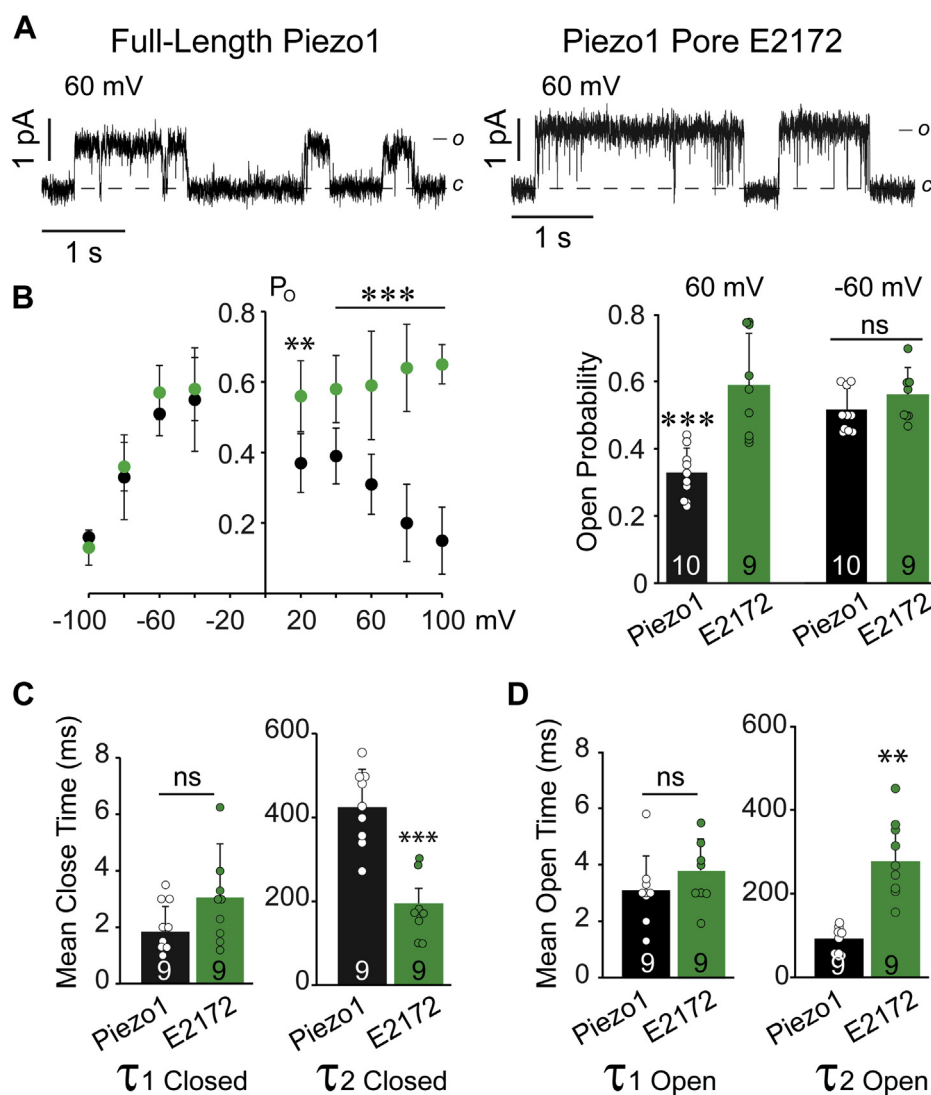 A
Full-Length Piezo1
Piezo1 Pore E2172
60 mV
1 pA
o
c
1 s
60 mV
1 pA
o
c
1 s
B
Po
***
**
0.8
0.6
0.4
0.2
-100
-60
-20
20
60
100
mV
60 mV
-60 mV
Open Probability
0.8
0.6
0.4
0.2
0
***
ns
10
9
10
9
Piezo1
E2172
Piezo1
E2172
C
Mean Close Time (ms)
8
6
4
2
0
ns
9
9
Piezo1
E2172
τ1 Closed
600
400
200
0
***
9
9
Piezo1
E2172
τ2 Closed
D
Mean Open Time (ms)
8
6
4
2
0
ns
9
9
Piezo1
E2172
τ1 Open
600
400
200
0
**
9
9
Piezo1
E2172
τ2 Open